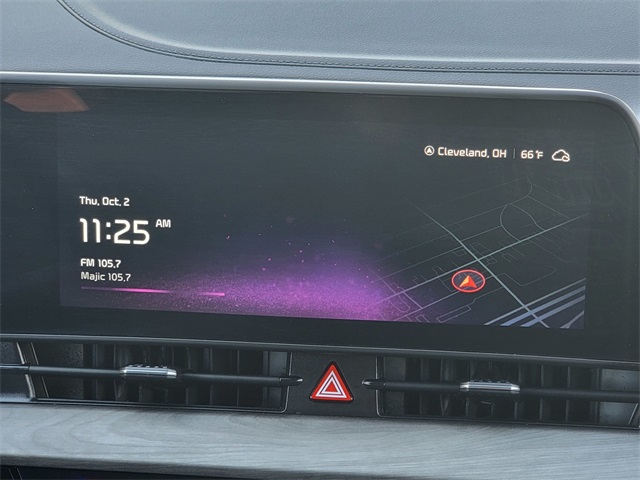 Cleveland, OH | 66°F
Thu, Oct. 2
11:25 AM
FM 105.7
Majic 105.7